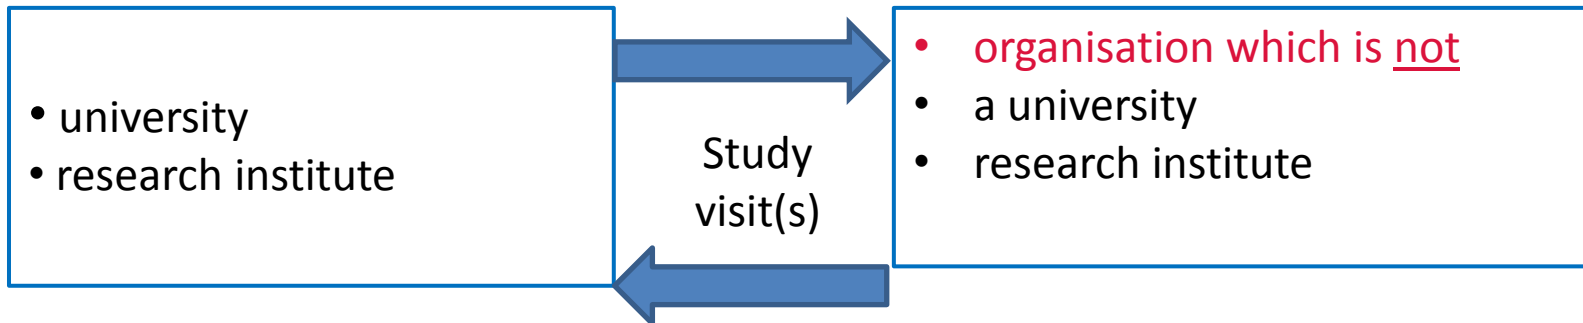 • university
• research institute
Study
visit(s)
• organisation which is not
• a university
• research institute